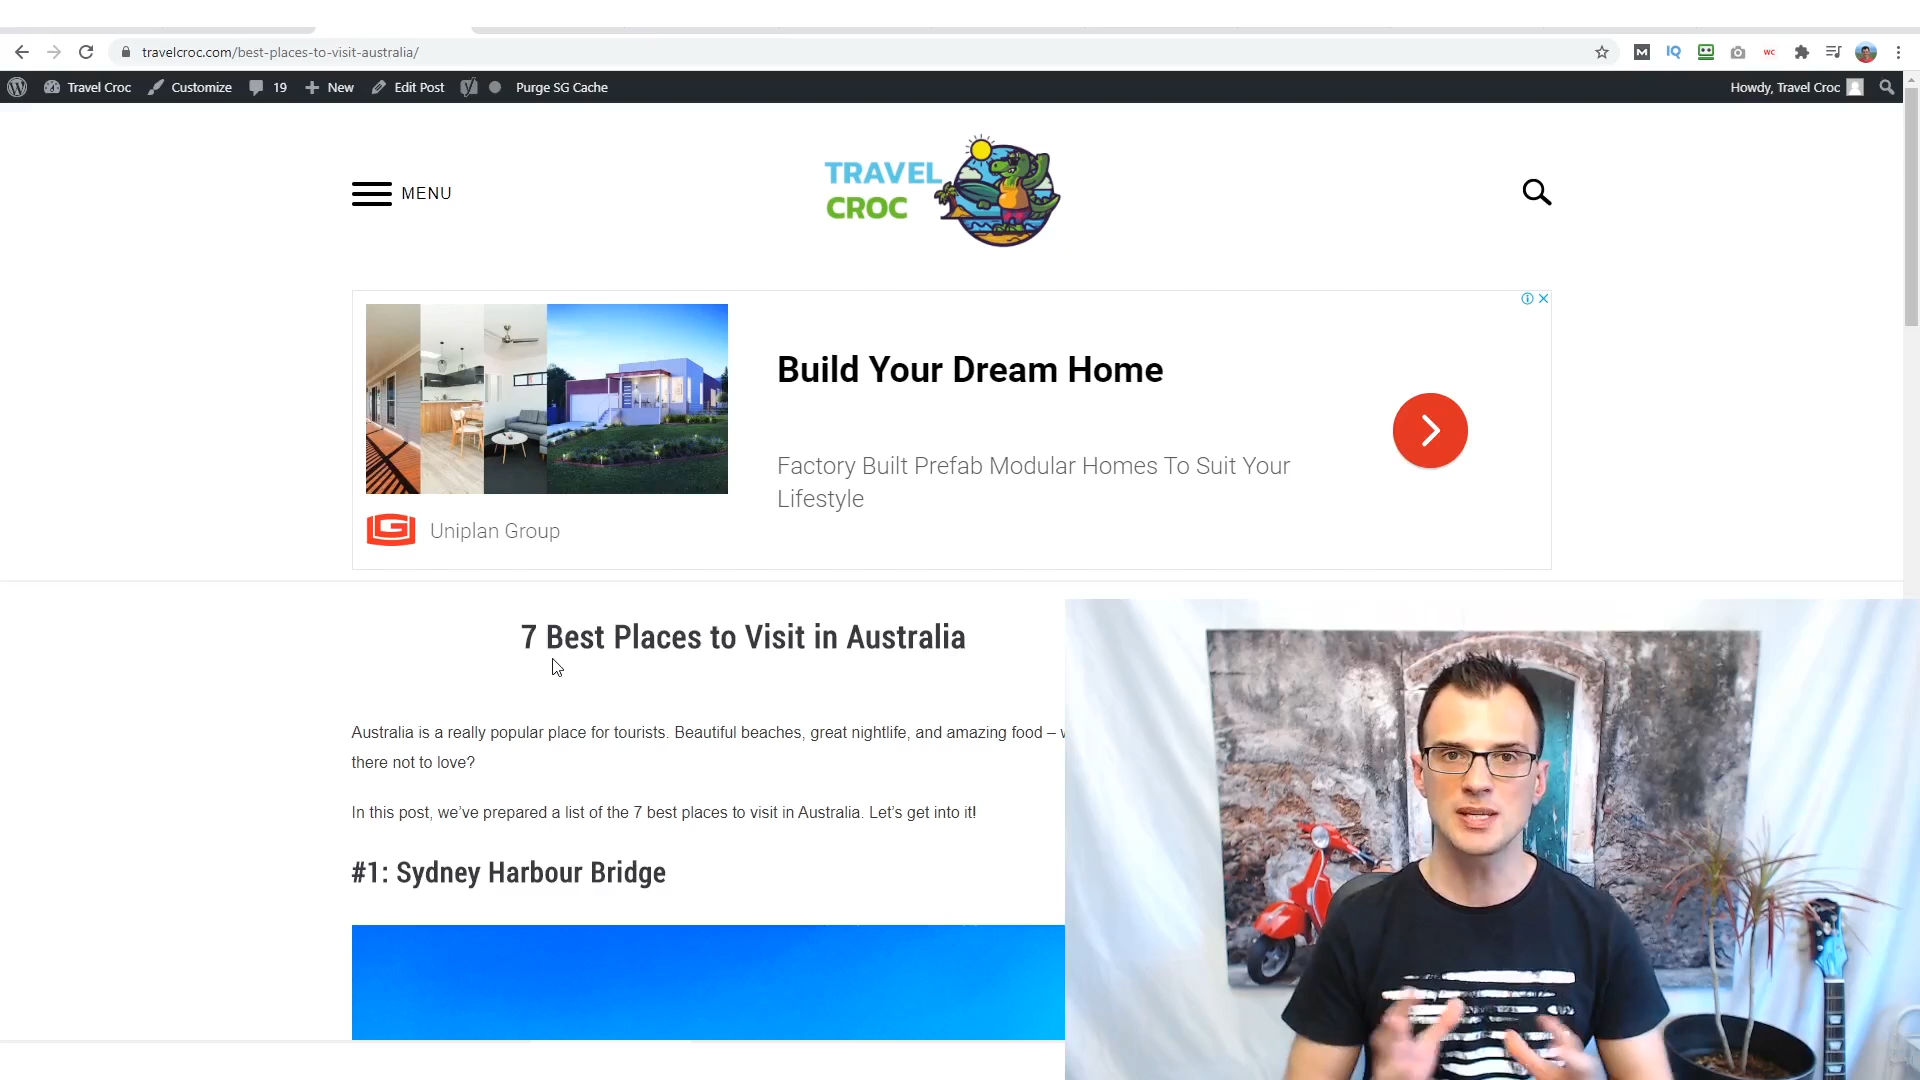 travelcroc.com/best-places-to-visit-australia/
M IQ WC
Travel Croc Customize 19 New Edit Post Purge SG Cache Howdy, Travel Croc
MENU
TRAVEL
CROC
Build Your Dream Home
Factory Built Prefab Modular Homes To Suit Your
Lifestyle
G Uniplan Group
7 Best Places to Visit in Australia
Australia is a really popular place for tourists. Beautiful beaches, great nightlife, and amazing food –
there not to love?
In this post, we’ve prepared a list of the 7 best places to visit in Australia. Let’s get into it!
#1: Sydney Harbour Bridge